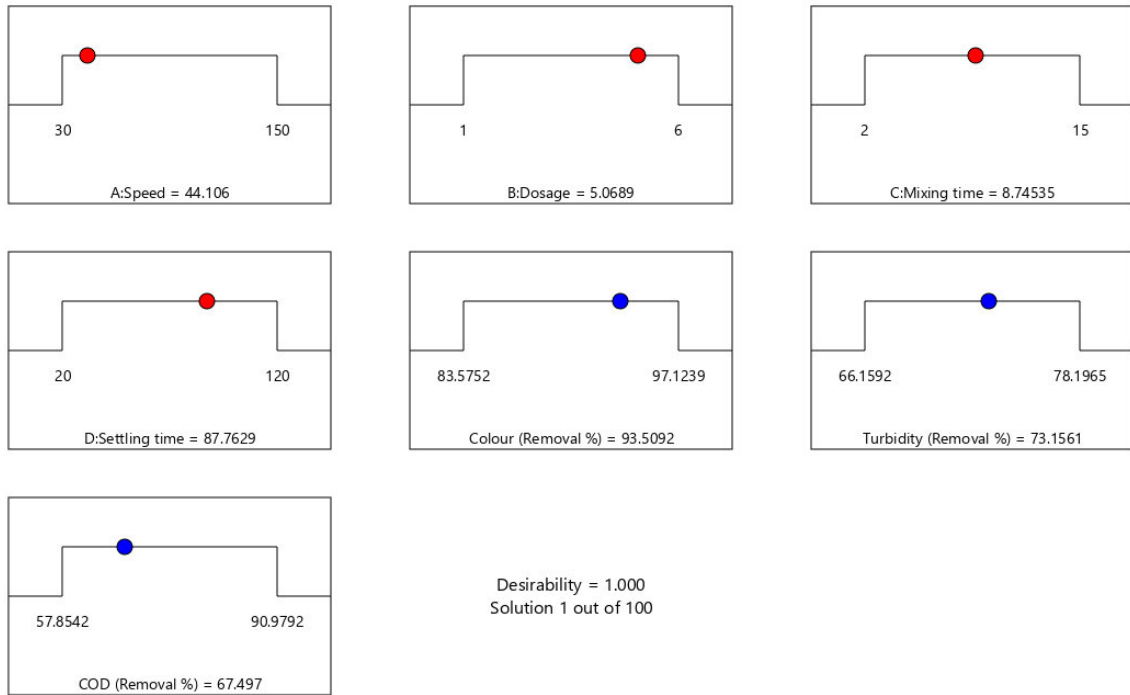 30 150
A:Speed = 44.106
1 6
B:Dosage = 5.0689
2 15
C:Mixing time = 8.74535
20 120
D:Settling time = 87.7629
83.5752 97.1239
Colour (Removal %) = 93.5092
66.1592 78.1965
Turbidity (Removal %) = 73.1561
57.8542 90.9792
COD (Removal %) = 67.497
Desirability = 1.000
Solution 1 out of 100